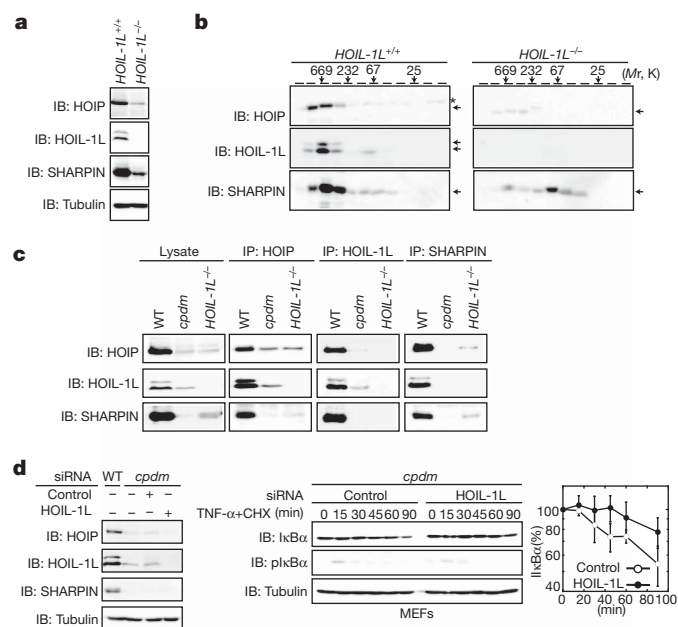 a
HOIL-1L+/+
HOIL-1L–/–
IB: HOIP
IB: HOIL-1L
IB: SHARPIN
IB: Tubulin
b
HOIL-1L+/+
HOIL-1L–/–
669 232 67 25
669 232 67 25 (Mr, K)
IB: HOIP
*
IB: HOIL-1L
IB: SHARPIN
c
Lysate
IP: HOIP
IP: HOIL-1L
IP: SHARPIN
WT cpdm HOIL-1L–/–
WT cpdm HOIL-1L–/–
WT cpdm HOIL-1L–/–
WT cpdm HOIL-1L–/–
IB: HOIP
IB: HOIL-1L
IB: SHARPIN
d
siRNA WT cpdm
Control – – + –
HOIL-1L – – – +
IB: HOIP
IB: HOIL-1L
IB: SHARPIN
IB: Tubulin
cpdm
siRNA Control HOIL-1L
TNF-α+CHX 0 15 30 45 60 90 0 15 30 45 60 90 (min)
IB: IκBα
IB: pIκBα
IB: Tubulin
MEFs
IIκBα(%)
100
80
60
40
Control
HOIL-1L
0 20 40 60 80 100
(min)